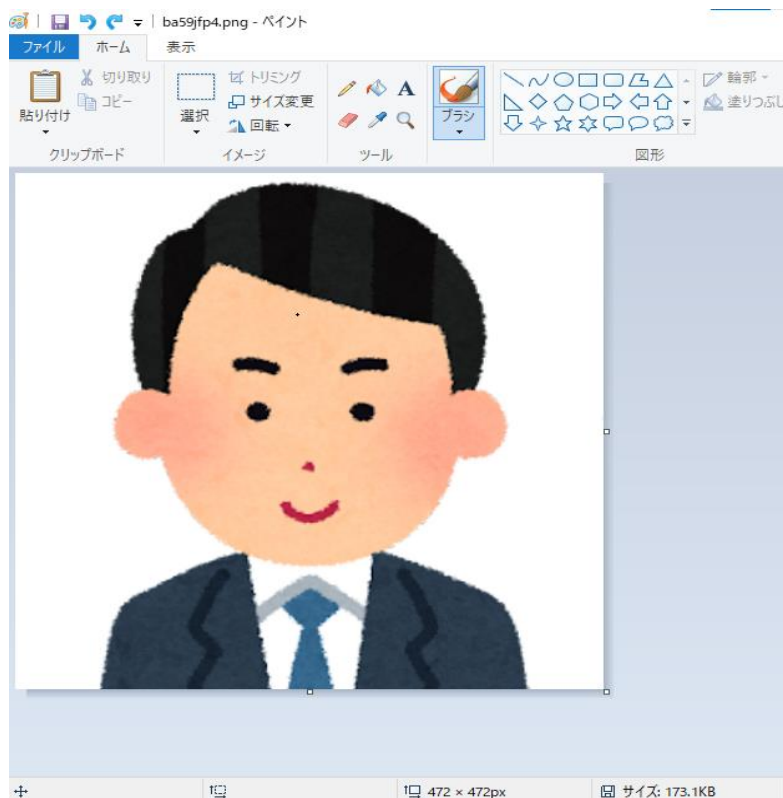 ba59jfp4.png - ペイント
ファイル ホーム 表示
貼り付け
切り取り
コピー
クリップボード
選択
トリミング
サイズ変更
回転
イメージ
A
ツール
ブラシ
輪郭
塗りつぶし
図形
472 × 472px
サイズ: 173.1KB